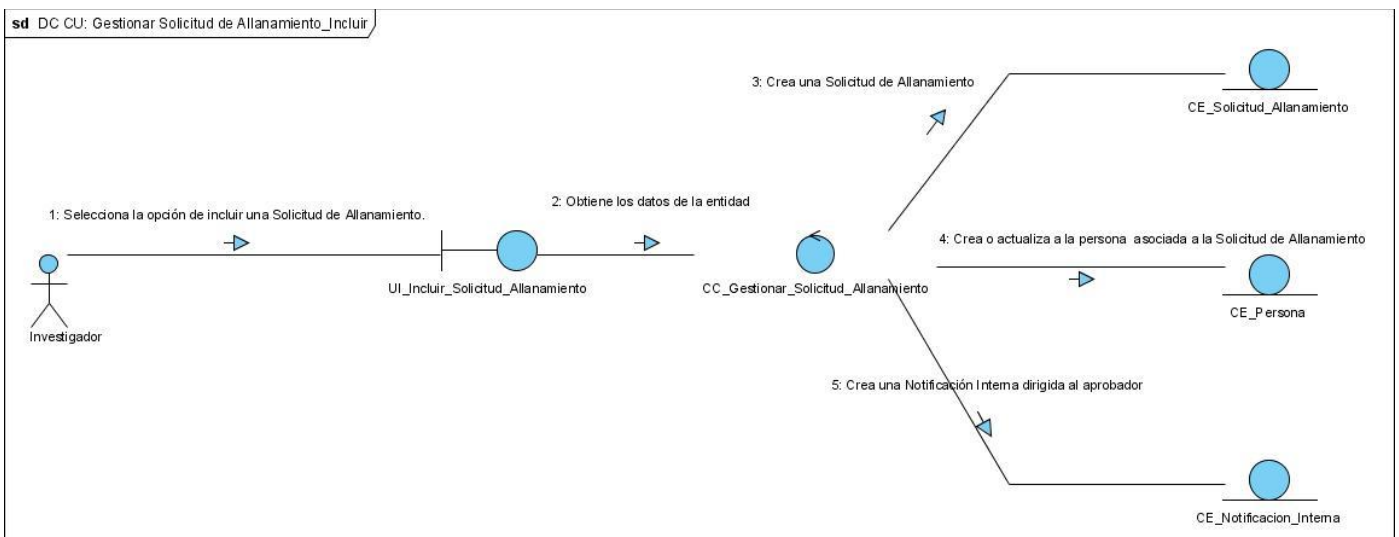 sd DC CU: Gestionar Solicitud de Allanamiento_Incluir
3: Crea una Solicitud de Allanamiento
CE_Solicitud_Allanamiento
1: Selecciona la opción de incluir una Solicitud de Allanamiento.
2: Obtiene los datos de la entidad
4: Crea o actualiza a la persona asociada a la Solicitud de Allanamiento
UI_Incluir_Solicitud_Allanamiento
CC_Gestionar_Solicitud_Allanamiento
CE_Persona
Investigador
5: Crea una Notificación Interna dirigida al aprobador
CE_Notificacion_Interna